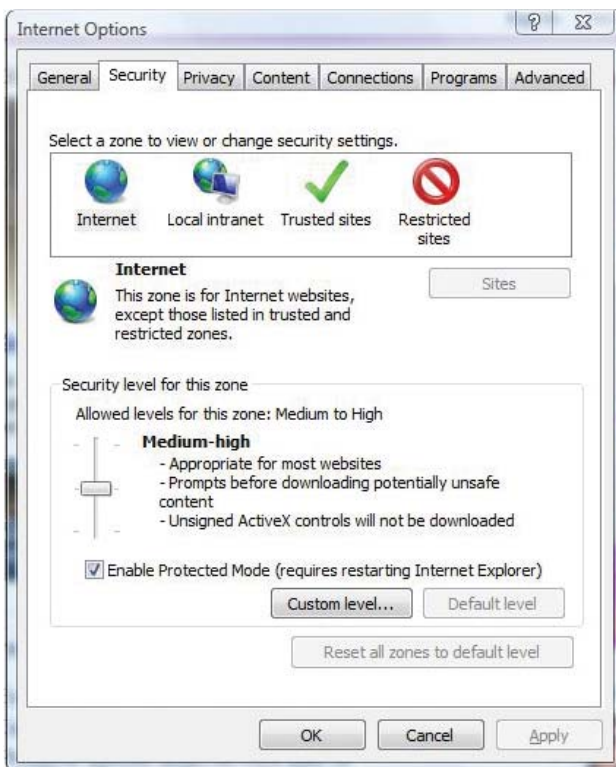 Internet Options
General Security Privacy Content Connections Programs Advanced
Select a zone to view or change security settings.
Internet Local intranet Trusted sites Restricted
sites
Internet
This zone is for Internet websites,
except those listed in trusted and
restricted zones.
Sites
Security level for this zone
Allowed levels for this zone: Medium to High
Medium-high
- Appropriate for most websites
- Prompts before downloading potentially unsafe
content
- Unsigned ActiveX controls will not be downloaded
Enable Protected Mode (requires restarting Internet Explorer)
Custom level... Default level
Reset all zones to default level
OK Cancel Apply